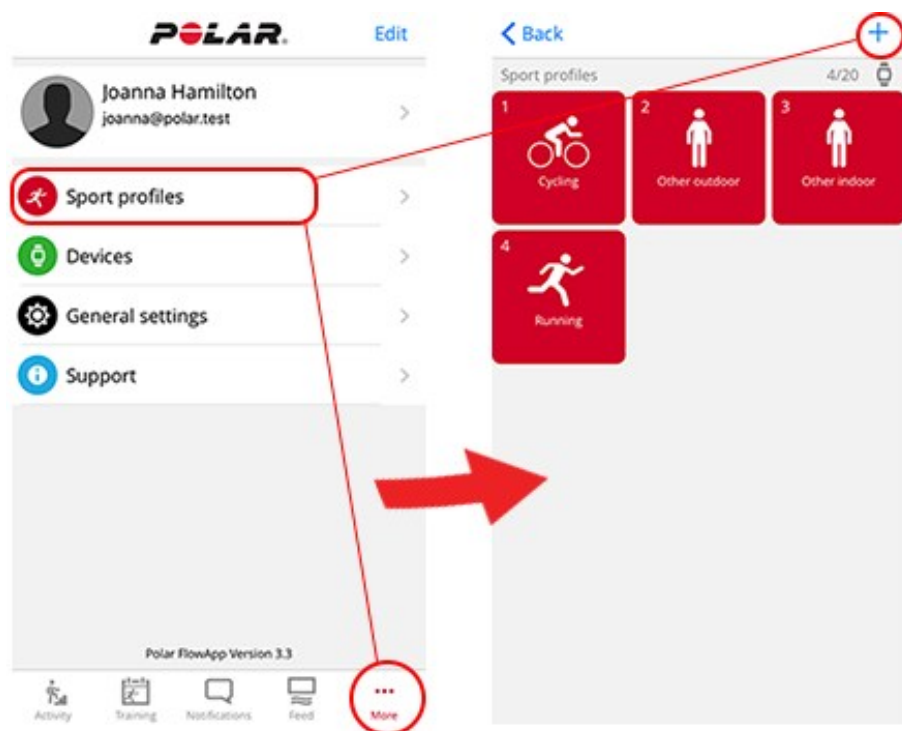 POLAR. Edit
Joanna Hamilton
joanna@polar.test
Sport profiles
Devices
General settings
Support
Polar FlowApp Version 3.3
Activity Training Notifications Feed More
Back
Sport profiles 4/20
1 2 3
Cycling Other outdoor Other indoor
4
Running